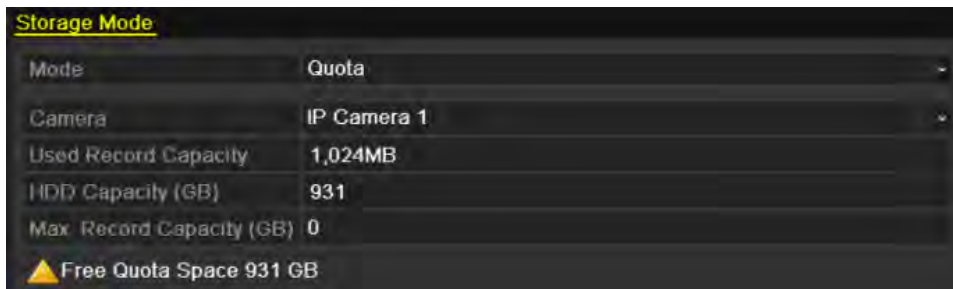 Storage Mode
Mode Quota
Camera IP Camera 1
Used Record Capacity 1,024MB
HDD Capacity (GB) 931
Max. Record Capacity (GB) 0
Free Quota Space 931 GB